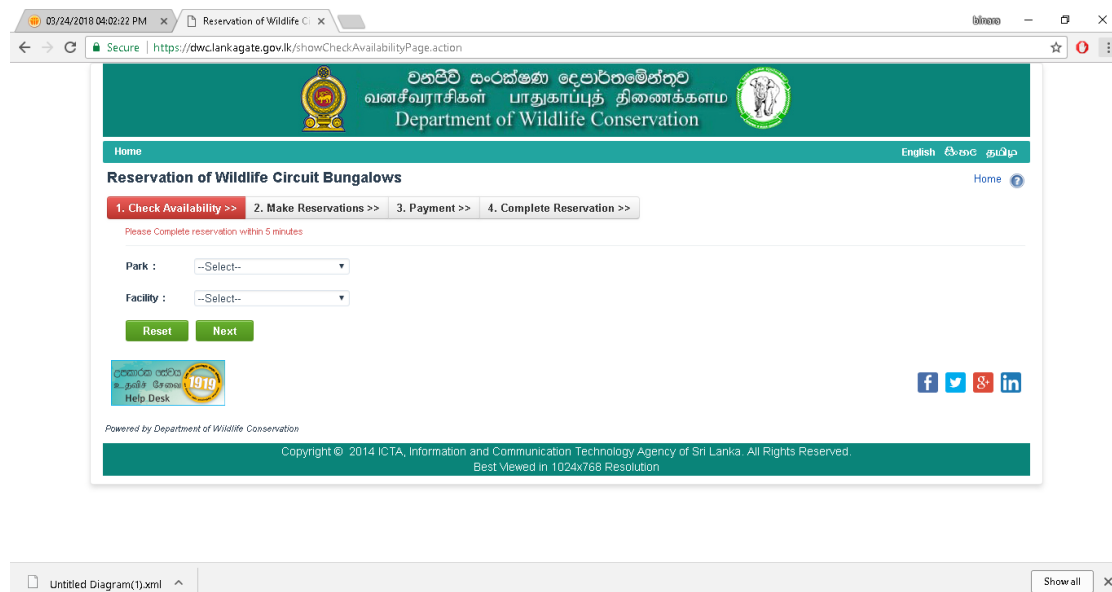 03/24/2018 04:02:22 PM
Reservation of Wildlife Ci
binara
Secure https://dwc.lankagate.gov.lk/showCheckAvailabilityPage.action
වනජීවී සංරක්ෂණ දෙපාර්තමේන්තුව
வனசீவராசிகள் பாதுகாப்புத் திணைக்களம
Department of Wildlife Conservation
Home English සිංහල தமிழ்
Reservation of Wildlife Circuit Bungalows Home ?
1. Check Availability >> 2. Make Reservations >> 3. Payment >> 4. Complete Reservation >>
Please Complete reservation within 5 minutes
Park : --Select--
Facility : --Select--
Reset Next
උපකාරක සේවය
உதவிச் சேவை 1919
Help Desk
Powered by Department of Wildlife Conservation
Copyright © 2014 ICTA, Information and Communication Technology Agency of Sri Lanka. All Rights Reserved.
Best Viewed in 1024x768 Resolution
Untitled Diagram(1).xml Show all